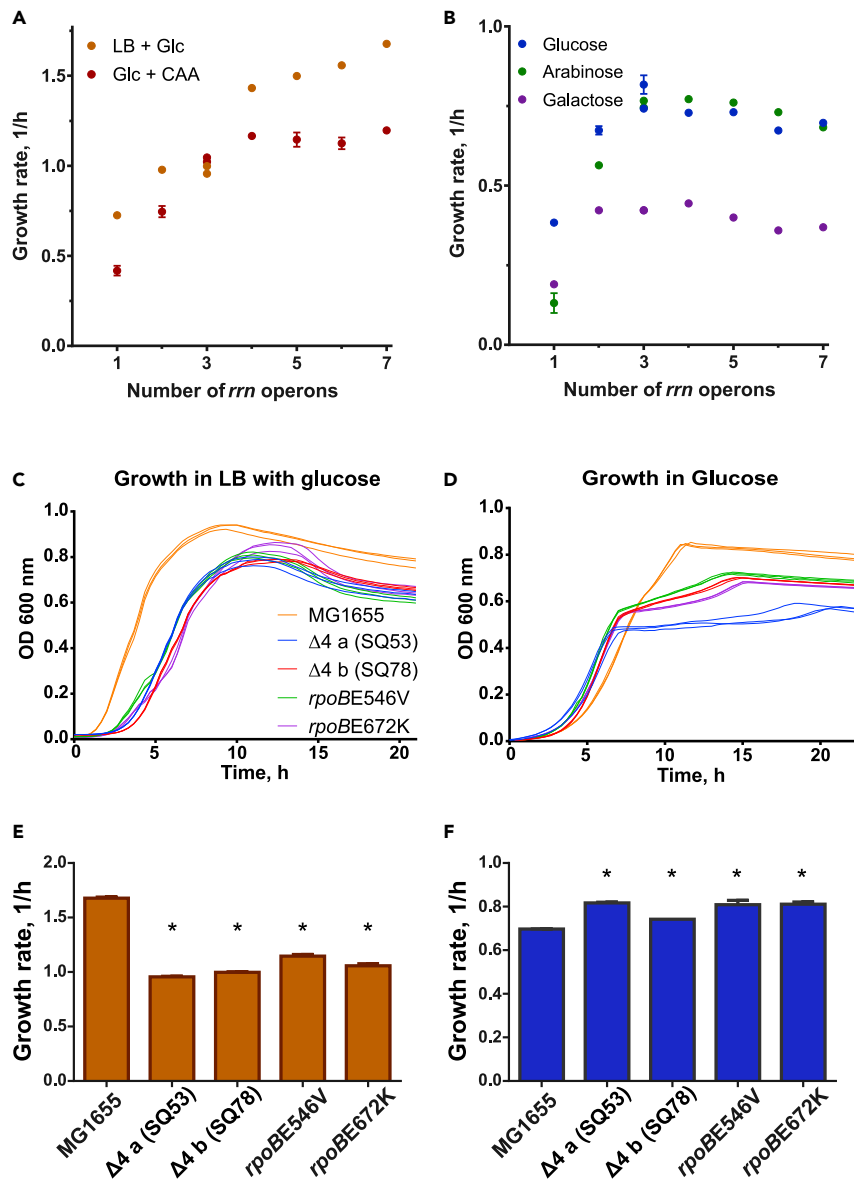 A
LB + Glc
Glc + CAA
Growth rate, 1/h
1.5
1.0
0.5
0.0
1 3 5 7
Number of rrn operons
B
Glucose
Arabinose
Galactose
Growth rate, 1/h
1.0
0.5
0.0
1 3 5 7
Number of rrn operons
C Growth in LB with glucose
OD 600 nm
1.0
0.8
0.6
0.4
0.2
0.0
MG1655
Δ4 a (SQ53)
Δ4 b (SQ78)
rpoBE546V
rpoBE672K
0 5 10 15 20
Time, h
D Growth in Glucose
OD 600 nm
1.0
0.8
0.6
0.4
0.2
0.0
0 5 10 15 20
Time, h
E
Growth rate, 1/h
2.0
1.5
1.0
0.5
0.0
* * * *
MG1655
Δ4 a (SQ53)
Δ4 b (SQ78)
rpoBE546V
rpoBE672K
F
Growth rate, 1/h
1.0
0.8
0.6
0.4
0.2
0.0
* * * *
MG1655
Δ4 a (SQ53)
Δ4 b (SQ78)
rpoBE546V
rpoBE672K